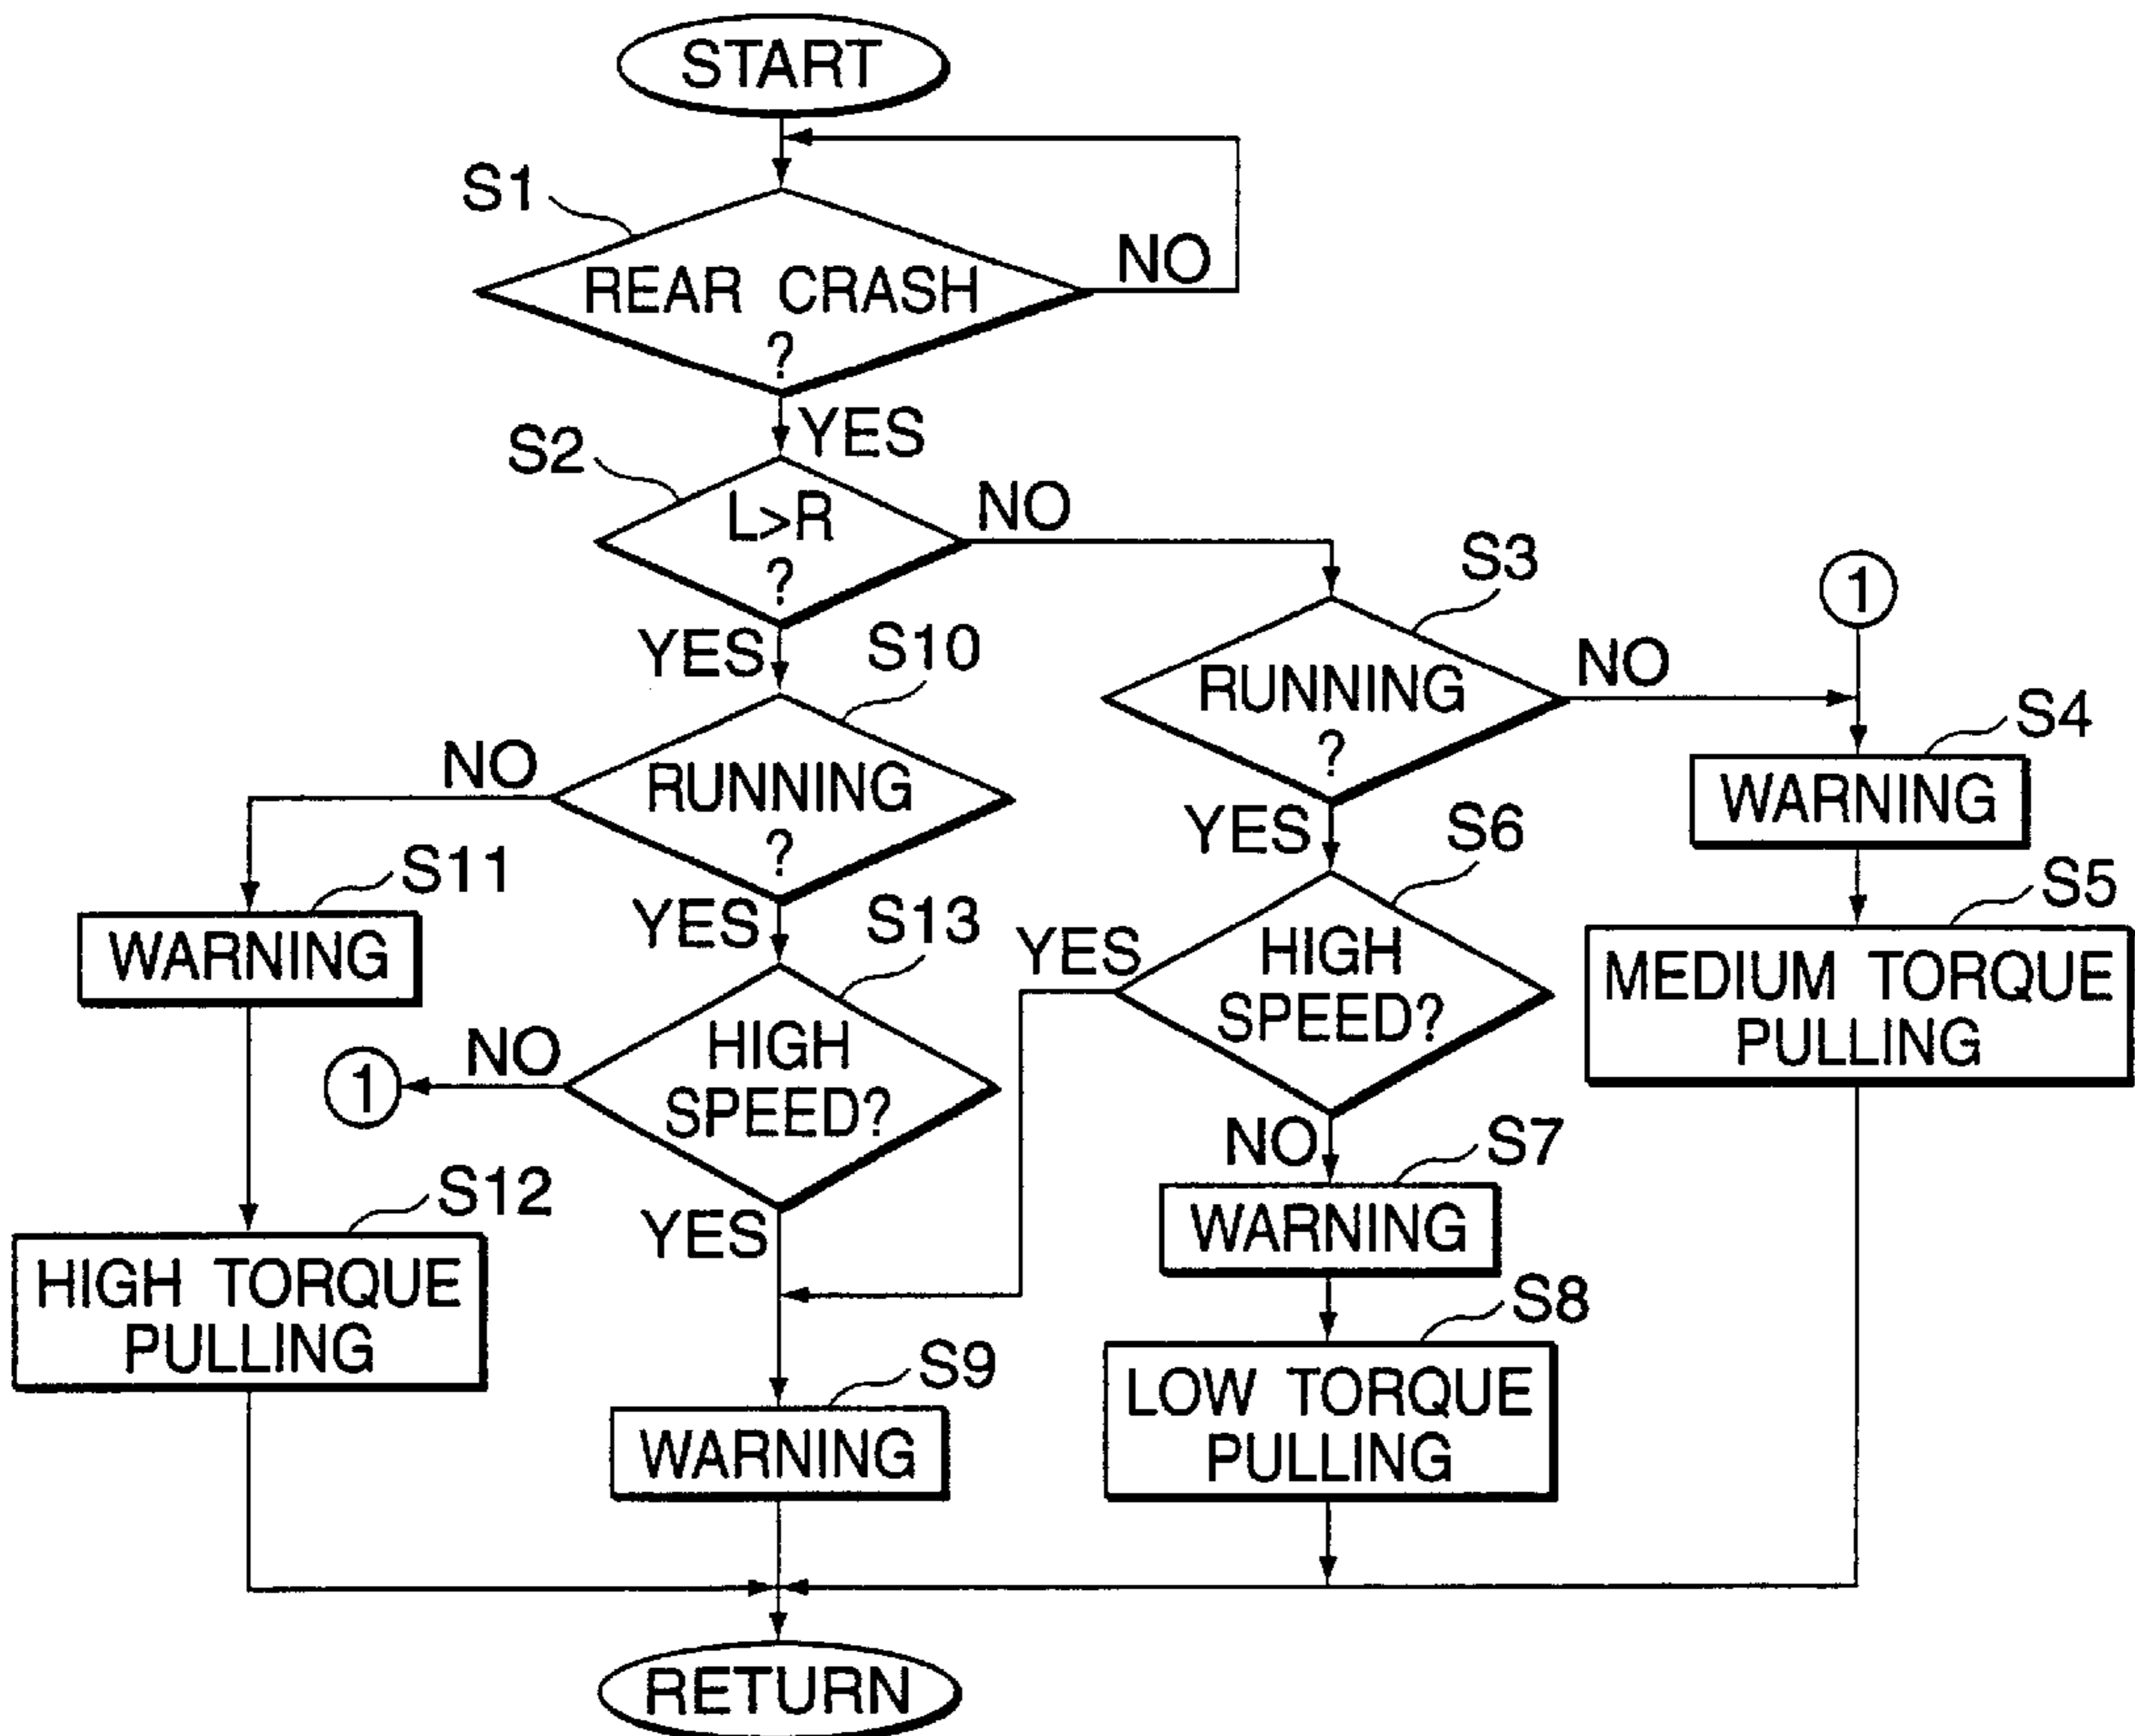 START
S1
NO
REAR CRASH
?
YES
S2
L>R
?
NO
YES
S3
1
S10
RUNNING
?
NO
S4
NO
RUNNING
?
YES
S6
WARNING
S11
YES
S13
S5
WARNING
YES
HIGH
SPEED?
MEDIUM TORQUE
PULLING
1
NO
HIGH
SPEED?
NO
S7
S12
YES
WARNING
HIGH TORQUE
PULLING
S8
S9
LOW TORQUE
PULLING
WARNING
RETURN